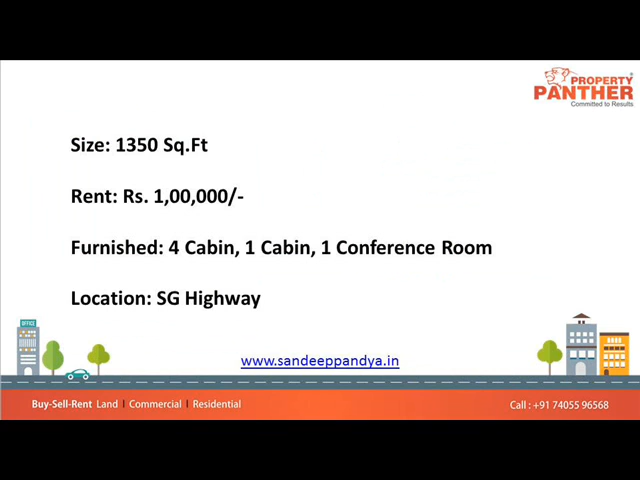 PROPERTY
PANTHER
Committed to Results
Size: 1350 Sq.Ft
Rent: Rs. 1,00,000/-
Furnished: 4 Cabin, 1 Cabin, 1 Conference Room
Location: SG Highway
OFFICE
www.sandeeppandya.in
Buy-Sell-Rent Land | Commercial | Residential
Call : +91 74055 96568